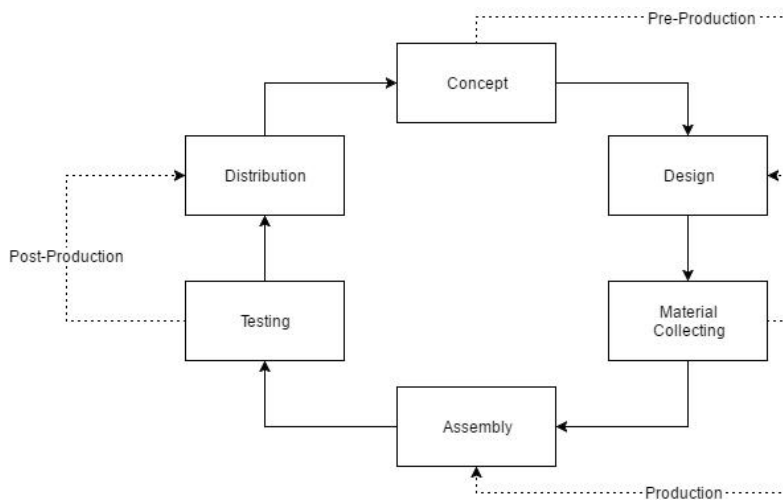 Pre-Production
Concept
Distribution
Design
Post-Production
Testing
Material
Collecting
Assembly
Production